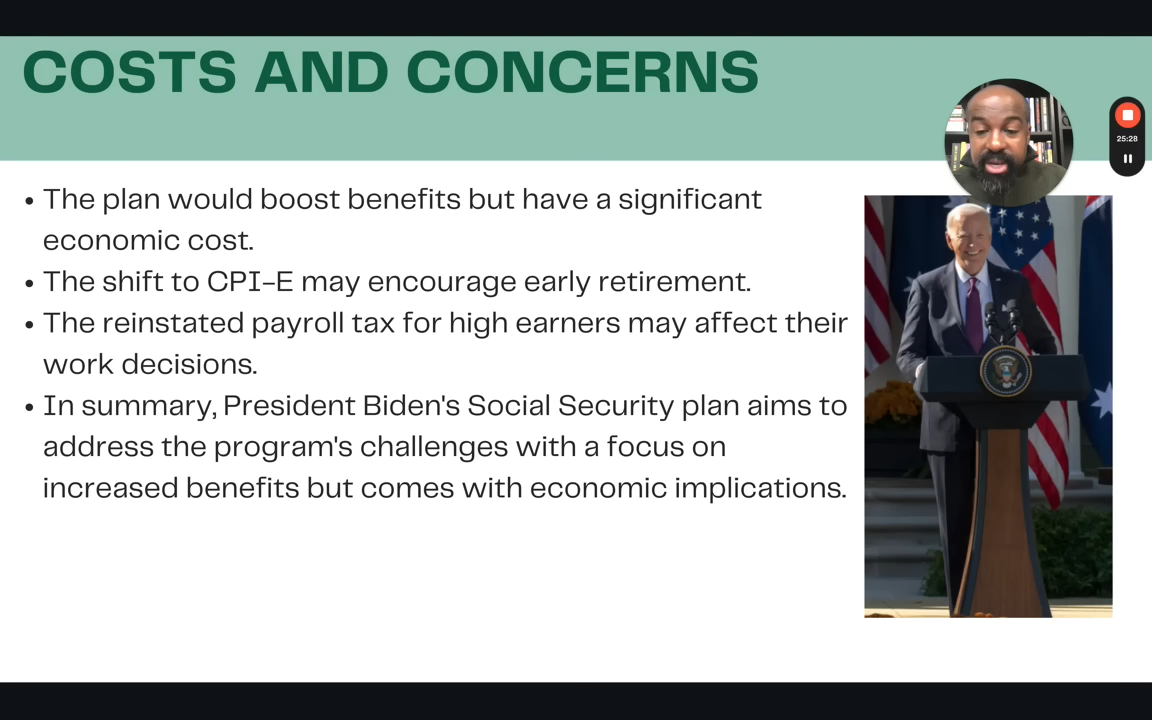 COSTS AND CONCERNS
25:28
• The plan would boost benefits but have a significant
economic cost.
• The shift to CPI-E may encourage early retirement.
• The reinstated payroll tax for high earners may affect their
work decisions.
• In summary, President Biden's Social Security plan aims to
address the program's challenges with a focus on
increased benefits but comes with economic implications.